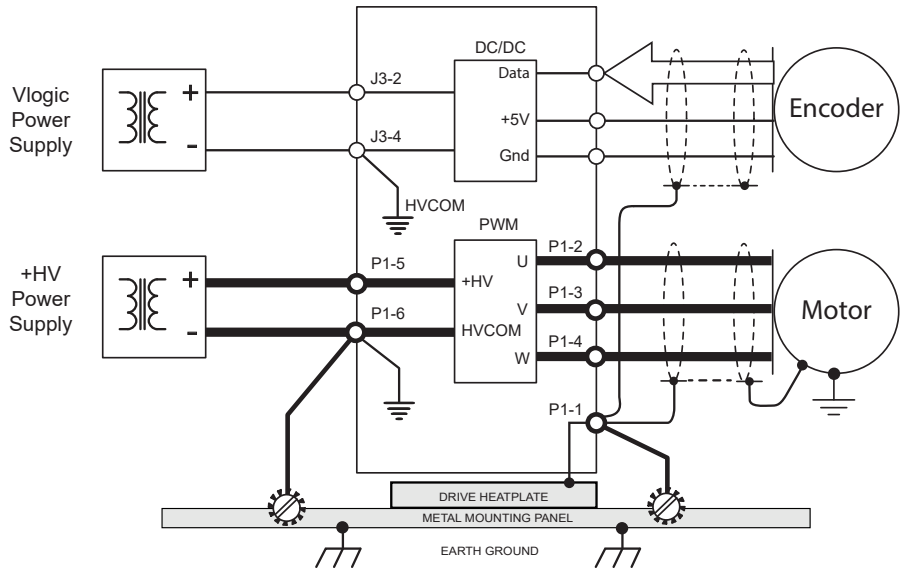 Vlogic
Power
Supply
+
-
J3-2
J3-4
HVCOM
DC/DC
Data
+5V
Gnd
Encoder
+HV
Power
Supply
+
-
P1-5
P1-6
PWM
+HV
HVCOM
U
V
W
P1-2
P1-3
P1-4
P1-1
Motor
DRIVE HEATPLATE
METAL MOUNTING PANEL
EARTH GROUND